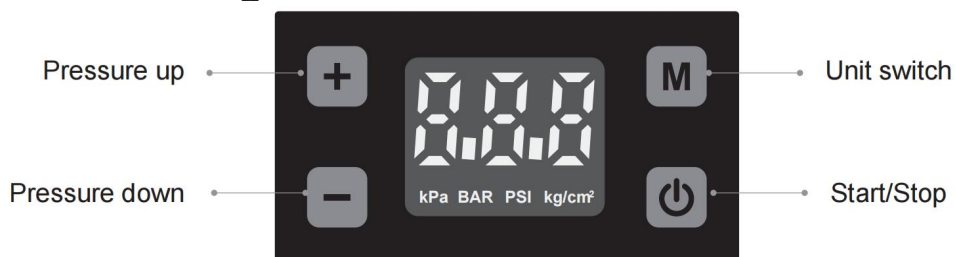 Pressure up
+
M
Unit switch
8.8.8
kPa BAR PSI kg/cm²
Pressure down
−
Start/Stop